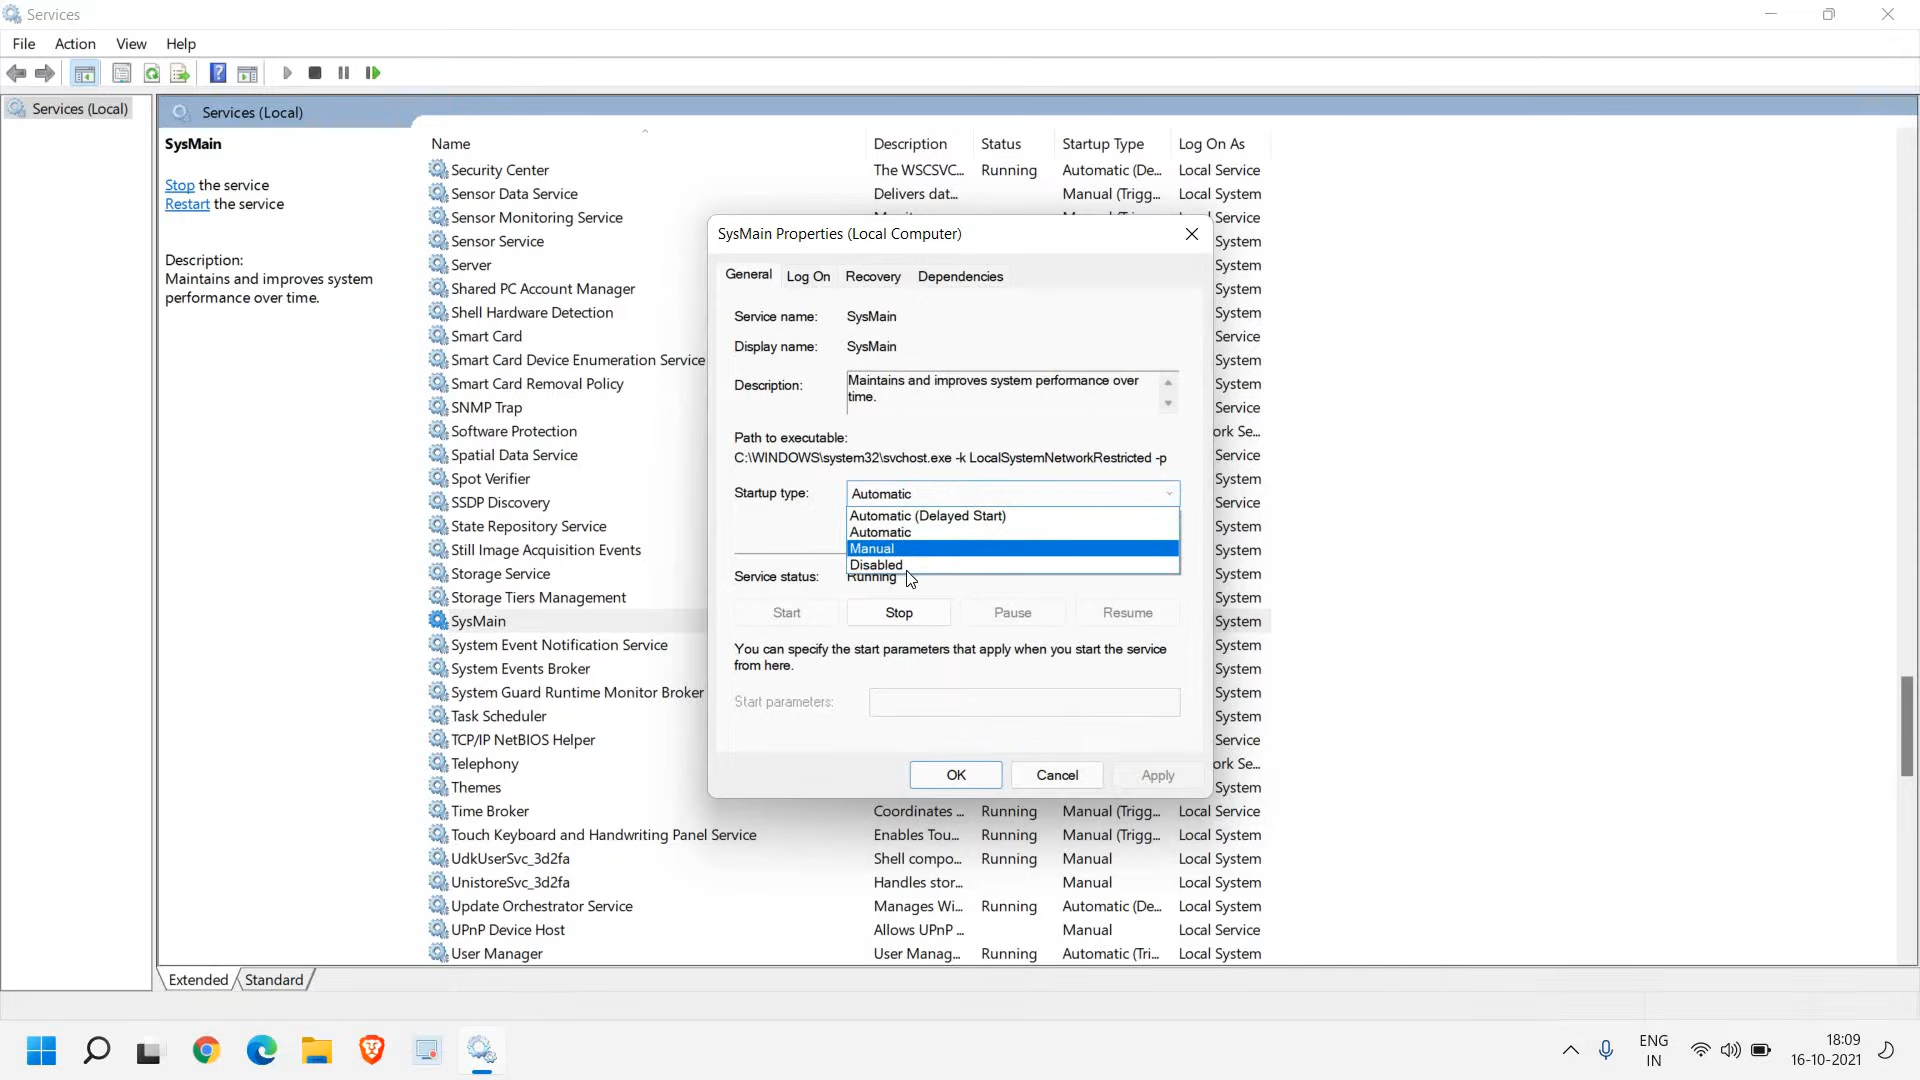 Services
File Action View Help
Services (Local)
Services (Local)
SysMain
Stop the service
Restart the service
Description:
Maintains and improves system
performance over time.
Name Description Status Startup Type Log On As
Security Center The WSCSVC... Running Automatic (De... Local Service
Sensor Data Service Delivers dat... Manual (Trigg... Local System
Sensor Monitoring Service Service
Sensor Service System
Server System
Shared PC Account Manager System
Shell Hardware Detection System
Smart Card Service
Smart Card Device Enumeration Service System
Smart Card Removal Policy System
SNMP Trap Service
Software Protection ork Se...
Spatial Data Service Service
Spot Verifier System
SSDP Discovery Service
State Repository Service System
Still Image Acquisition Events System
Storage Service System
Storage Tiers Management System
SysMain System
System Event Notification Service System
System Events Broker System
System Guard Runtime Monitor Broker System
Task Scheduler System
TCP/IP NetBIOS Helper Service
Telephony ork Se...
Themes System
Time Broker Coordinates ... Running Manual (Trigg... Local Service
Touch Keyboard and Handwriting Panel Service Enables Tou... Running Manual (Trigg... Local System
UdkUserSvc_3d2fa Shell compo... Running Manual Local System
UnistoreSvc_3d2fa Handles stor... Manual Local System
Update Orchestrator Service Manages Wi... Running Automatic (De... Local System
UPnP Device Host Allows UPnP ... Manual Local Service
User Manager User Manag... Running Automatic (Tri... Local System
SysMain Properties (Local Computer)
General Log On Recovery Dependencies
Service name: SysMain
Display name: SysMain
Description: Maintains and improves system performance over
time.
Path to executable:
C:\WINDOWS\system32\svchost.exe -k LocalSystemNetworkRestricted -p
Startup type: Automatic
Automatic (Delayed Start)
Automatic
Manual
Disabled
Service status: Running
Start Stop Pause Resume
You can specify the start parameters that apply when you start the service
from here.
Start parameters:
OK Cancel Apply
Extended Standard
ENG
IN
18:09
16-10-2021